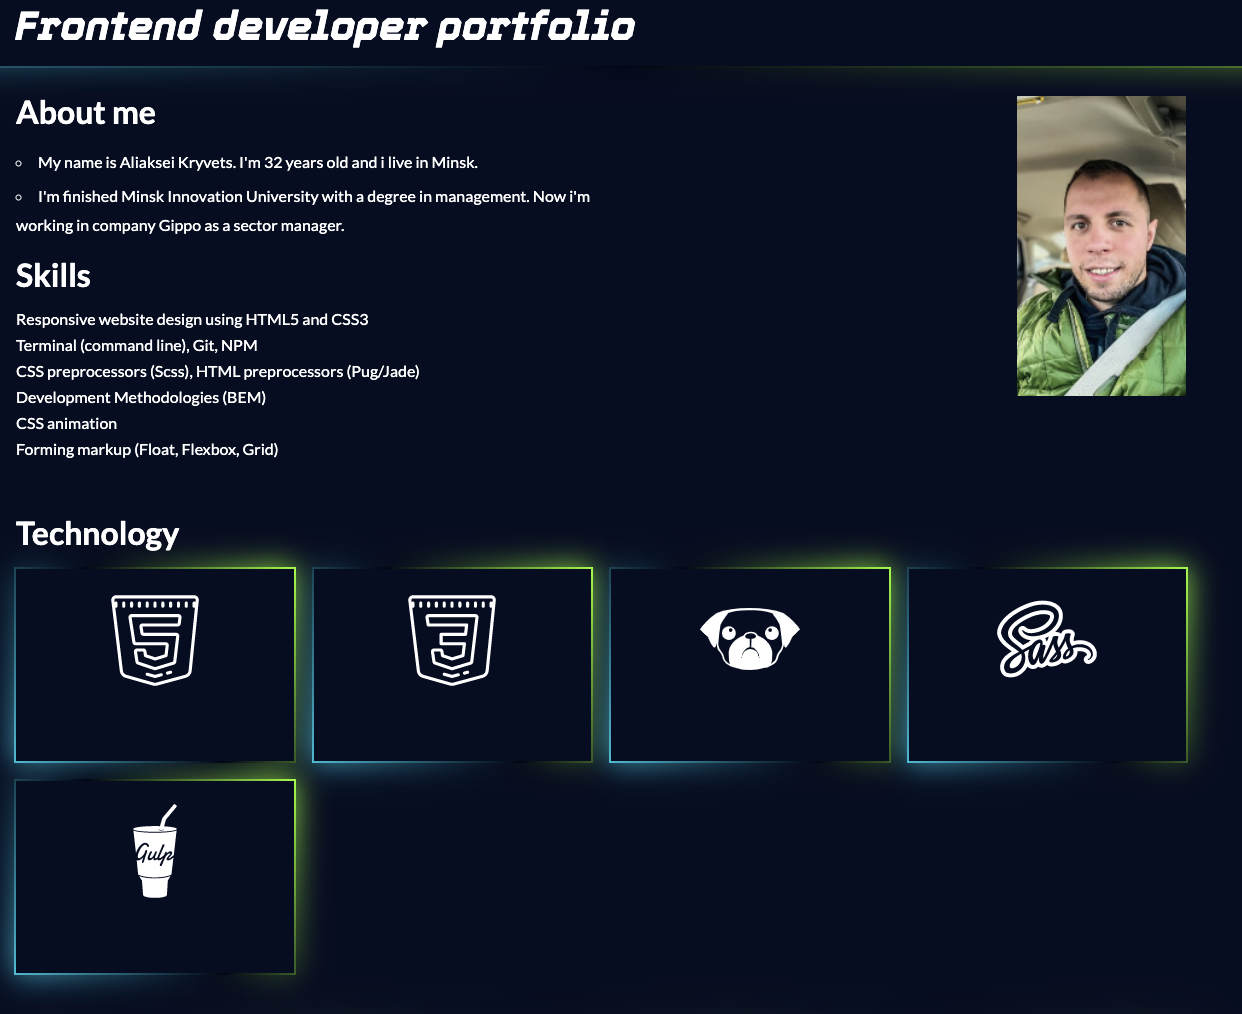 Frontend developer portfolio
About me
My name is Aliaksei Kryvets. I'm 32 years old and i live in Minsk.
I'm finished Minsk Innovation University with a degree in management. Now i'm
working in company Gippo as a sector manager.
Skills
Responsive website design using HTML5 and CSS3
Terminal (command line), Git, NPM
CSS preprocessors (Scss), HTML preprocessors (Pug/Jade)
Development Methodologies (BEM)
CSS animation
Forming markup (Float, Flexbox, Grid)
Technology
5
3
Sass
Gulp